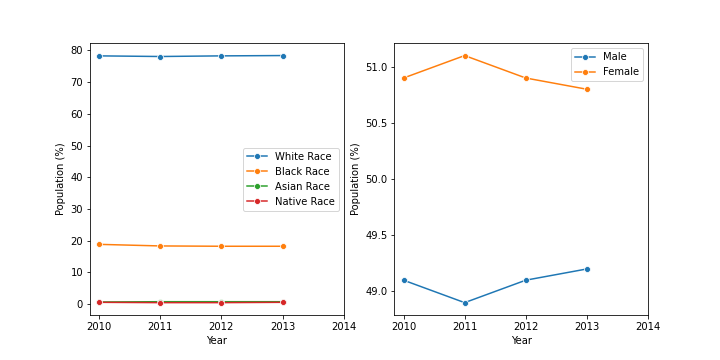 80
70
60
50
40
30
20
10
0
Population (%)
White Race
Black Race
Asian Race
Native Race
2010 2011 2012 2013 2014
Year
51.0
50.5
50.0
49.5
49.0
Population (%)
Male
Female
2010 2011 2012 2013 2014
Year